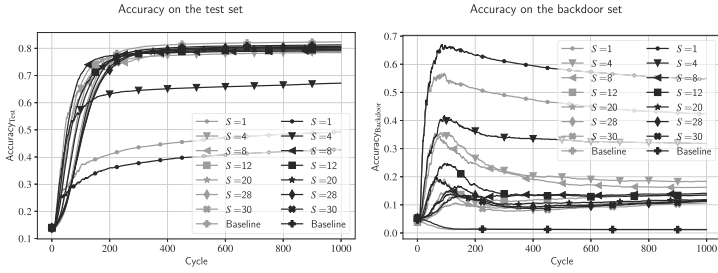 Accuracy on the test set
Accuracy_Test
0.8
0.7
0.6
0.5
0.4
0.3
0.2
0.1
0
200
400
600
800
1000
Cycle
S = 1
S = 4
S = 8
S = 12
S = 20
S = 28
S = 30
Baseline
S = 1
S = 4
S = 8
S = 12
S = 20
S = 28
S = 30
Baseline
Accuracy on the backdoor set
Accuracy_Backdoor
0.7
0.6
0.5
0.4
0.3
0.2
0.1
0.0
0
200
400
600
800
1000
Cycle
S = 1
S = 4
S = 8
S = 12
S = 20
S = 28
S = 30
Baseline
S = 1
S = 4
S = 8
S = 12
S = 20
S = 28
S = 30
Baseline